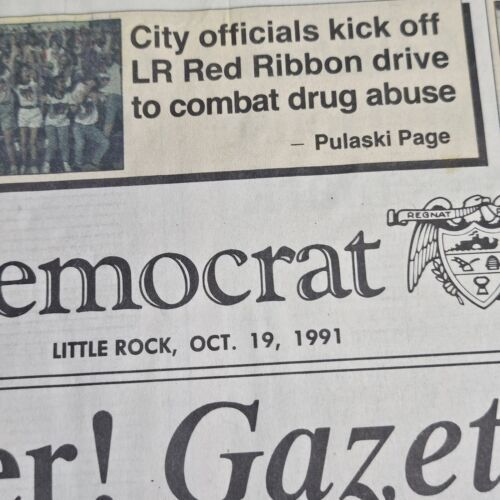 City officials kick off
LR Red Ribbon drive
to combat drug abuse
– Pulaski Page
REGNAT
emocrat
LITTLE ROCK, OCT. 19, 1991
er! Gazet